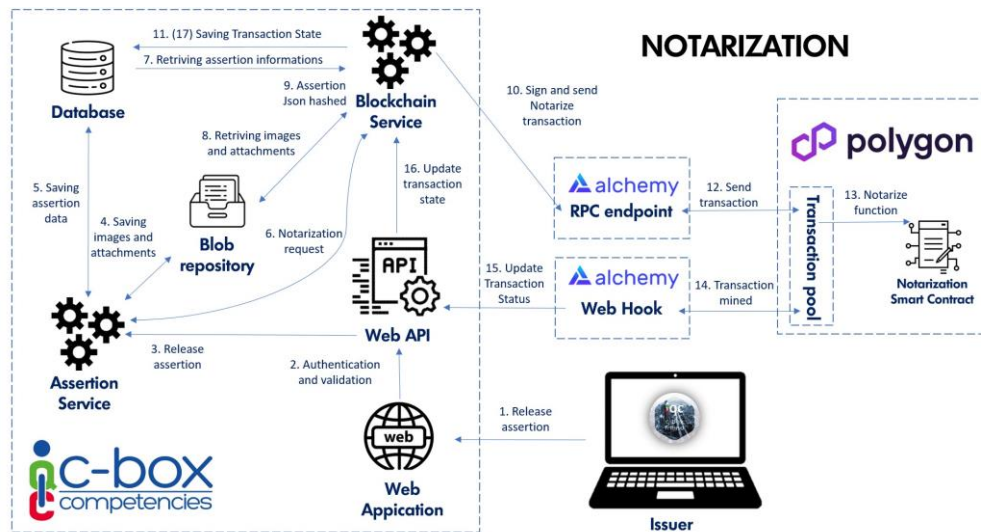 11. (17) Saving Transaction State
7. Retriving assertion informations
Database
9. Assertion
Json hashed
Blockchain
Service
NOTARIZATION
10. Sign and send
Notarize
transaction
8. Retriving images
and attachments
16. Update
transaction
state
5. Saving
assertion
data
4. Saving
images and
attachments
Blob
repository
6. Notarization
request
alchemy
RPC endpoint
12. Send
transaction
polygon
Transaction pool
13. Notarize
function
Notarization
Smart Contract
API
Web API
15. Update
Transaction
Status
alchemy
Web Hook
14. Transaction
mined
Assertion
Service
3. Release
assertion
2. Authentication
and validation
1. Release
assertion
web
Web
Appication
iqc
c-box
competencies
Issuer